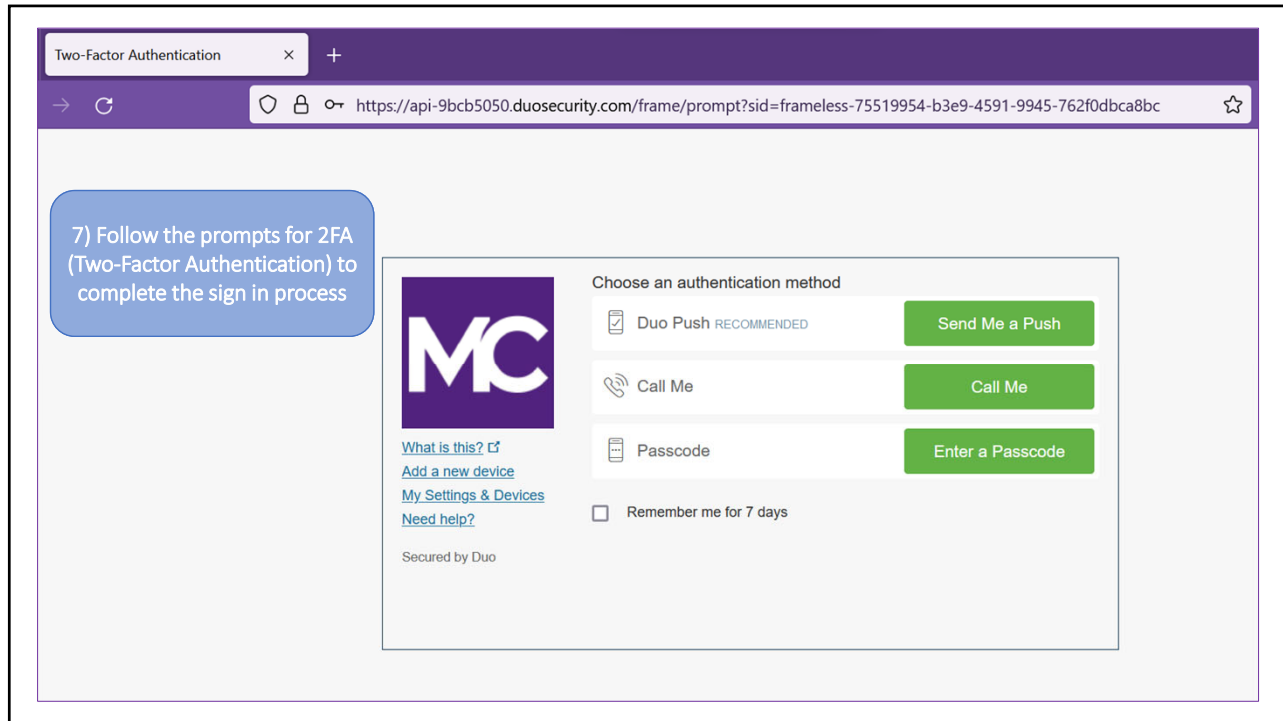 Two-Factor Authentication
https://api-9bcb5050.duosecurity.com/frame/prompt?sid=frameless-75519954-b3e9-4591-9945-762f0dbca8bc
7) Follow the prompts for 2FA
(Two-Factor Authentication) to
complete the sign in process
MC
What is this?
Add a new device
My Settings & Devices
Need help?
Secured by Duo
Choose an authentication method
Duo Push RECOMMENDED
Send Me a Push
Call Me
Call Me
Passcode
Enter a Passcode
Remember me for 7 days